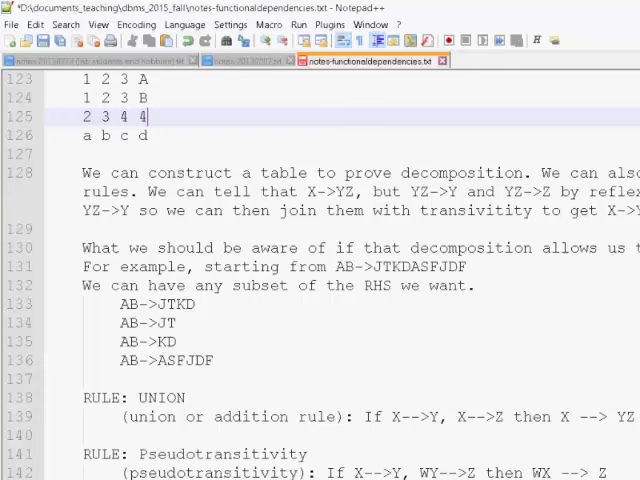 *D:\documents_teaching\dbms_2015_fall\notes-functionaldependencies.txt - Notepad++
File Edit Search View Encoding Language Settings Macro Run Plugins Window ?
notes-functionaldependencies.txt
123 1 2 3 A
124 1 2 3 B
125 2 3 4 4
126 a b c d
127
128 We can construct a table to prove decomposition. We can also
rules. We can tell that X->YZ, but YZ->Y and YZ->Z by reflex
YZ->Y so we can then join them with transivitity to get X->Y
129
130 What we should be aware of if that decomposition allows us t
131 For example, starting from AB->JTKDASFJDF
132 We can have any subset of the RHS we want.
133 AB->JTKD
134 AB->JT
135 AB->KD
136 AB->ASFJDF
137
138 RULE: UNION
139 (union or addition rule): If X-->Y, X-->Z then X --> YZ
140
141 RULE: Pseudotransitivity
142 (pseudotransitivity): If X-->Y, WY-->Z then WX --> Z